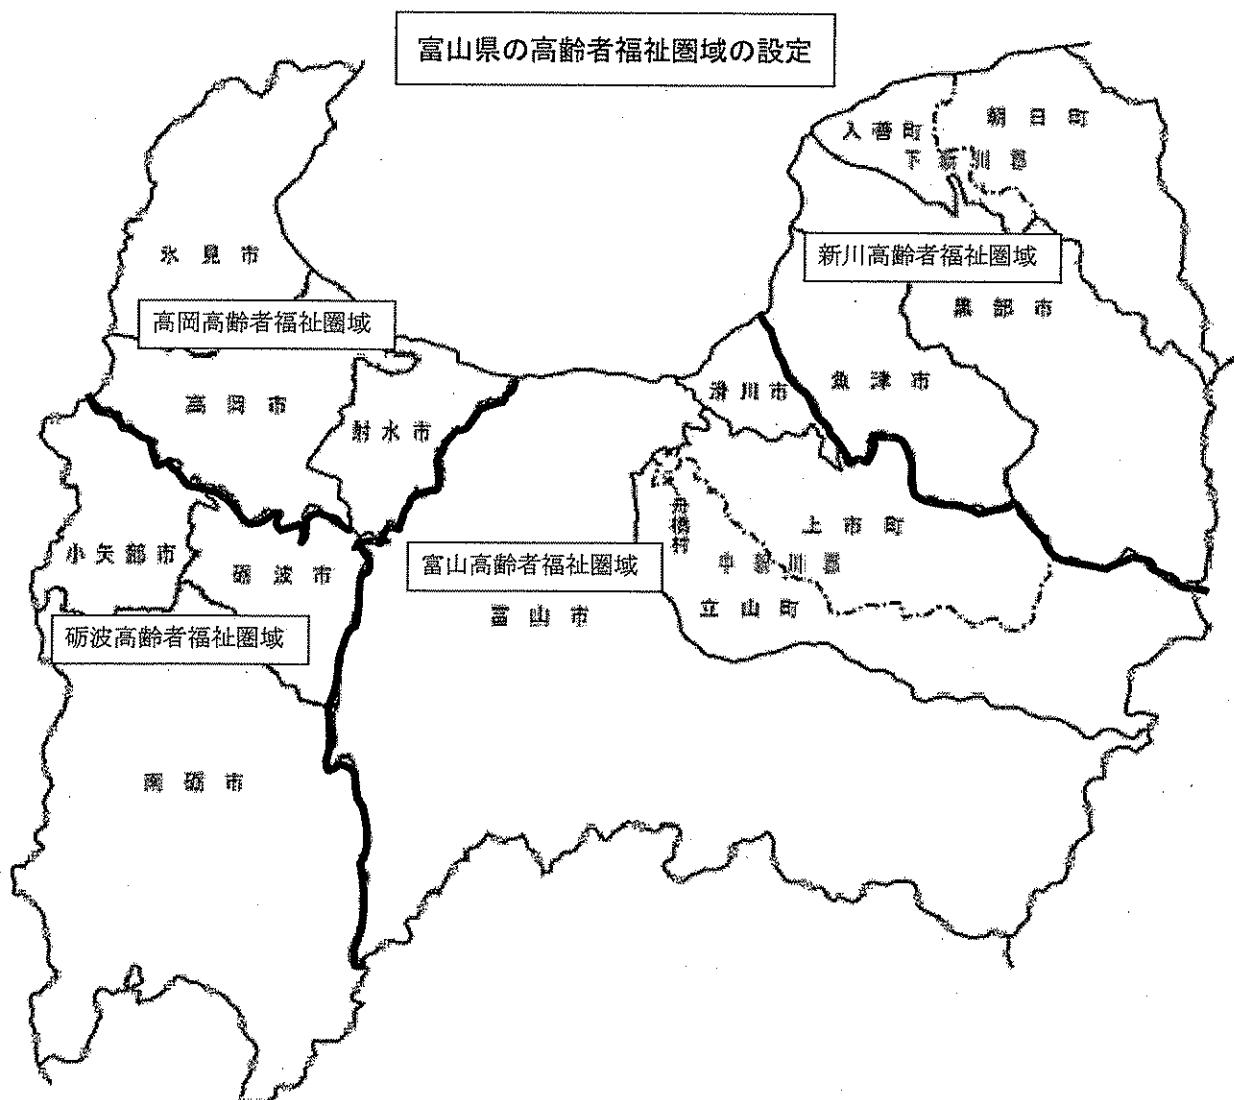 富山県の高齢者福祉圏域の設定
入善町
朝日町
下新川郡
氷見市
新川高齢者福祉圏域
黒部市
高岡高齢者福祉圏域
高岡市
射水市
滑川市
魚津市
舟橋村
上市町
小矢部市
砺波市
富山高齢者福祉圏域
中新川郡
富山市
立山町
砺波高齢者福祉圏域
南砺市